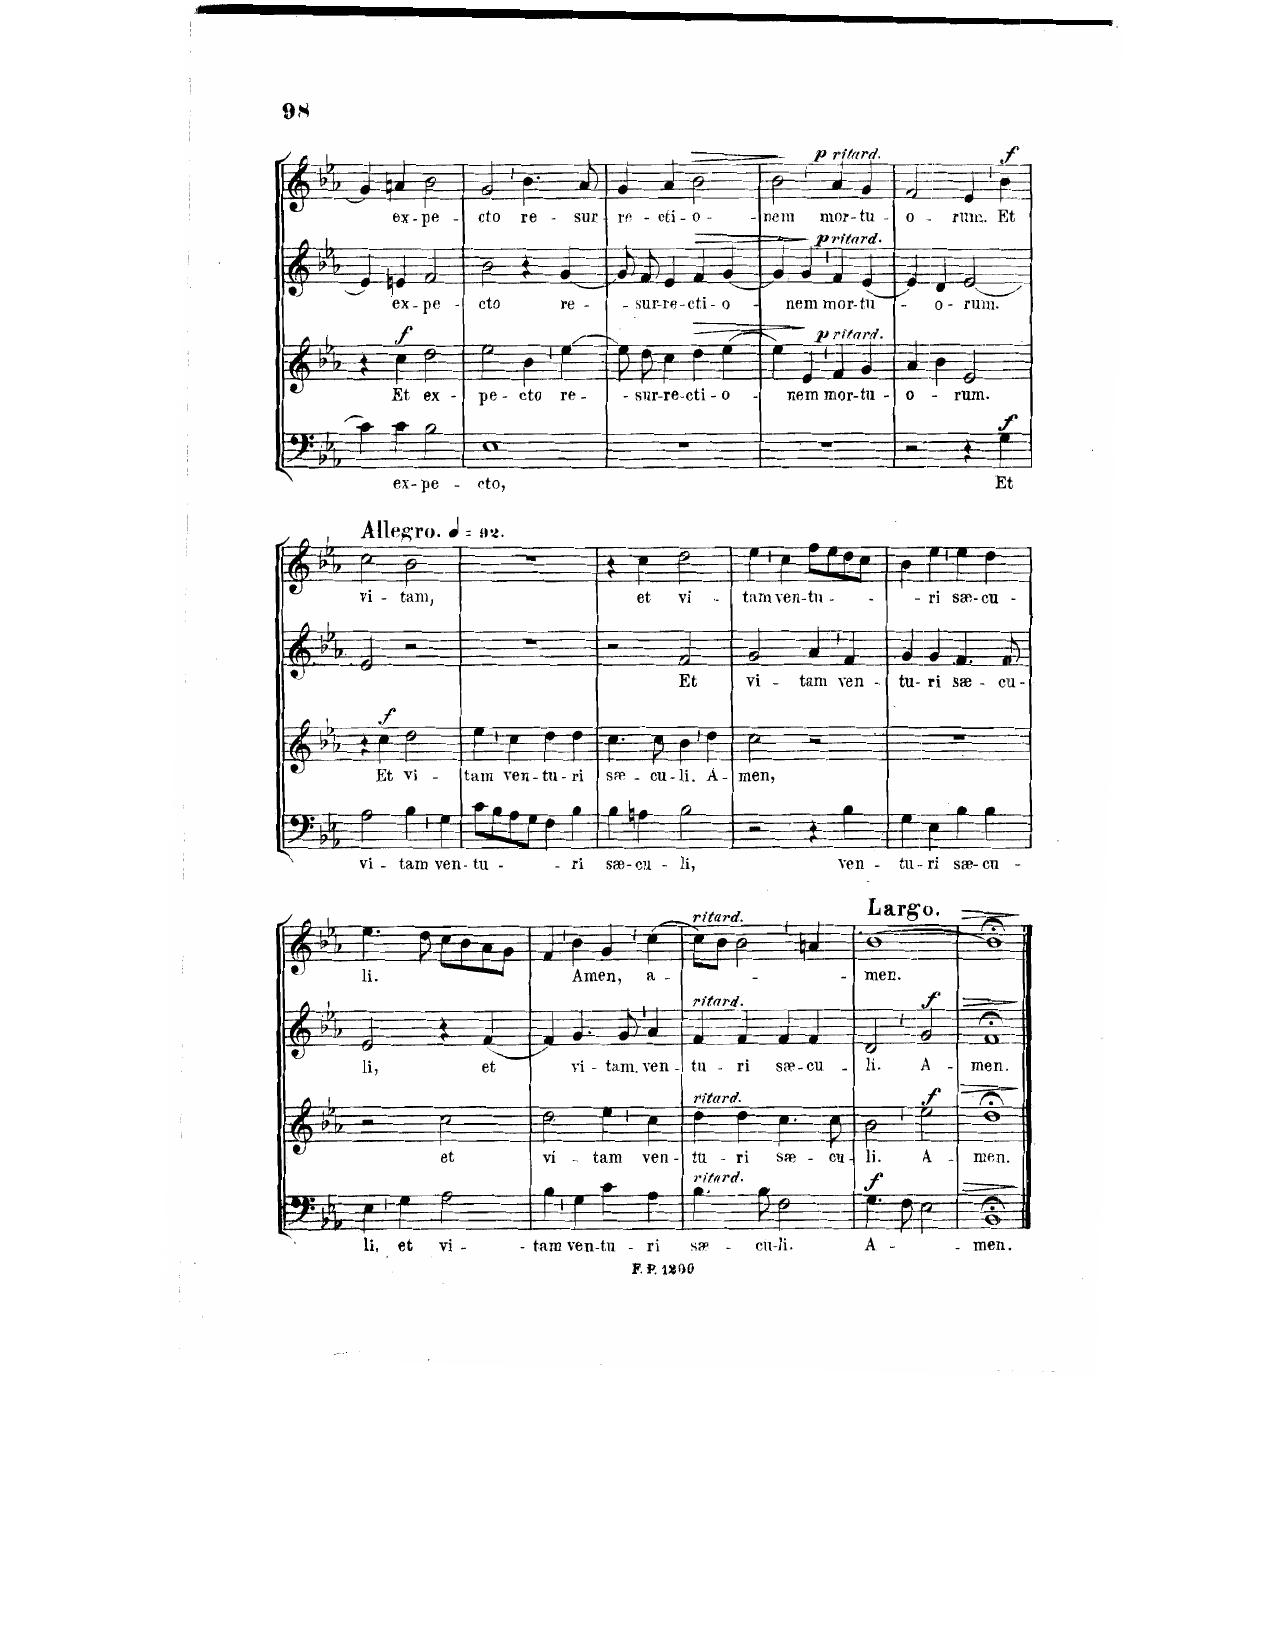 98
p ritard. f
ex - pe - cto re - sur - re - cti - o - nem mor - tu - o - rum. Et
p ritard.
ex - pe - cto re - sur - re - cti - o - nem mor - tu - o - rum.
f p ritard.
Et ex - pe - cto re - sur - re - cti - o - nem mor - tu - o - rum.
f
ex - pe - cto, Et
Allegro. ♩ = 92.
vi - tam, et vi - tam ven - tu - ri sæ - cu -
Et vi - tam ven - tu - ri sæ - cu -
f
Et vi - tam ven - tu - ri sæ - cu - li. A - men,
vi - tam ven - tu - ri sæ - cu - li, ven - tu - ri sæ - cu -
ritard. Largo.
li. Amen, a - men.
ritard. f
li, et vi - tam. ven - tu - ri sæ - cu - li. A - men.
ritard. f
et vi - tam ven - tu - ri sæ - cu - li. A - men.
ritard. f
li, et vi - tam ven - tu - ri sæ - cu - li. A - men.
F. P.